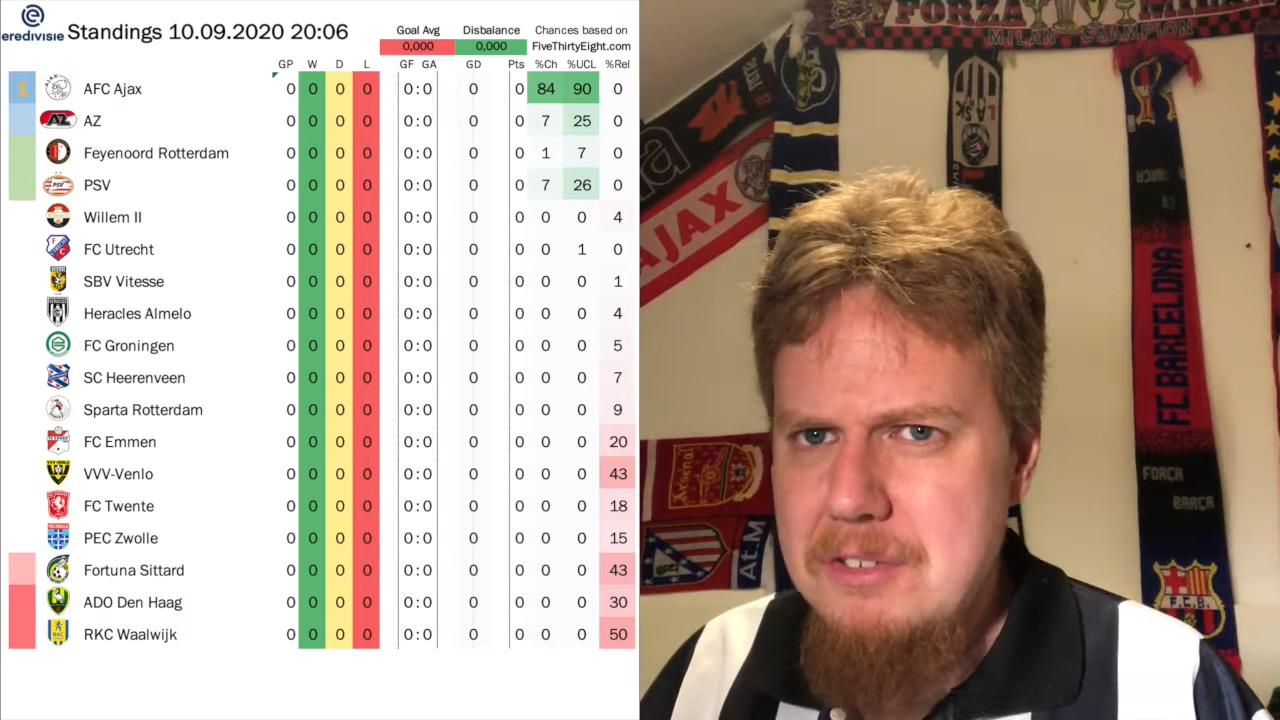 eredivisie Standings 10.09.2020 20:06
Goal Avg Disbalance Chances based on
0,000 0,000 FiveThirtyEight.com
GP W D L GF GA GD Pts %Ch %UCL %Rel
1 AFC Ajax 0 0 0 0 0:0 0 0 84 90 0
AZ 0 0 0 0 0:0 0 0 7 25 0
Feyenoord Rotterdam 0 0 0 0 0:0 0 0 1 7 0
PSV 0 0 0 0 0:0 0 0 7 26 0
Willem II 0 0 0 0 0:0 0 0 0 0 4
FC Utrecht 0 0 0 0 0:0 0 0 0 1 0
SBV Vitesse 0 0 0 0 0:0 0 0 0 0 1
Heracles Almelo 0 0 0 0 0:0 0 0 0 0 4
FC Groningen 0 0 0 0 0:0 0 0 0 0 5
SC Heerenveen 0 0 0 0 0:0 0 0 0 0 7
Sparta Rotterdam 0 0 0 0 0:0 0 0 0 0 9
FC Emmen 0 0 0 0 0:0 0 0 0 0 20
VVV-Venlo 0 0 0 0 0:0 0 0 0 0 43
FC Twente 0 0 0 0 0:0 0 0 0 0 18
PEC Zwolle 0 0 0 0 0:0 0 0 0 0 15
Fortuna Sittard 0 0 0 0 0:0 0 0 0 0 43
ADO Den Haag 0 0 0 0 0:0 0 0 0 0 30
RKC Waalwijk 0 0 0 0 0:0 0 0 0 0 50
FORZA MILAN
MILAN CHAMPION
LASK
AJAX
FC.BARCELONA
Arsenal
FORÇA
BARÇA
At.M
F.C.B.